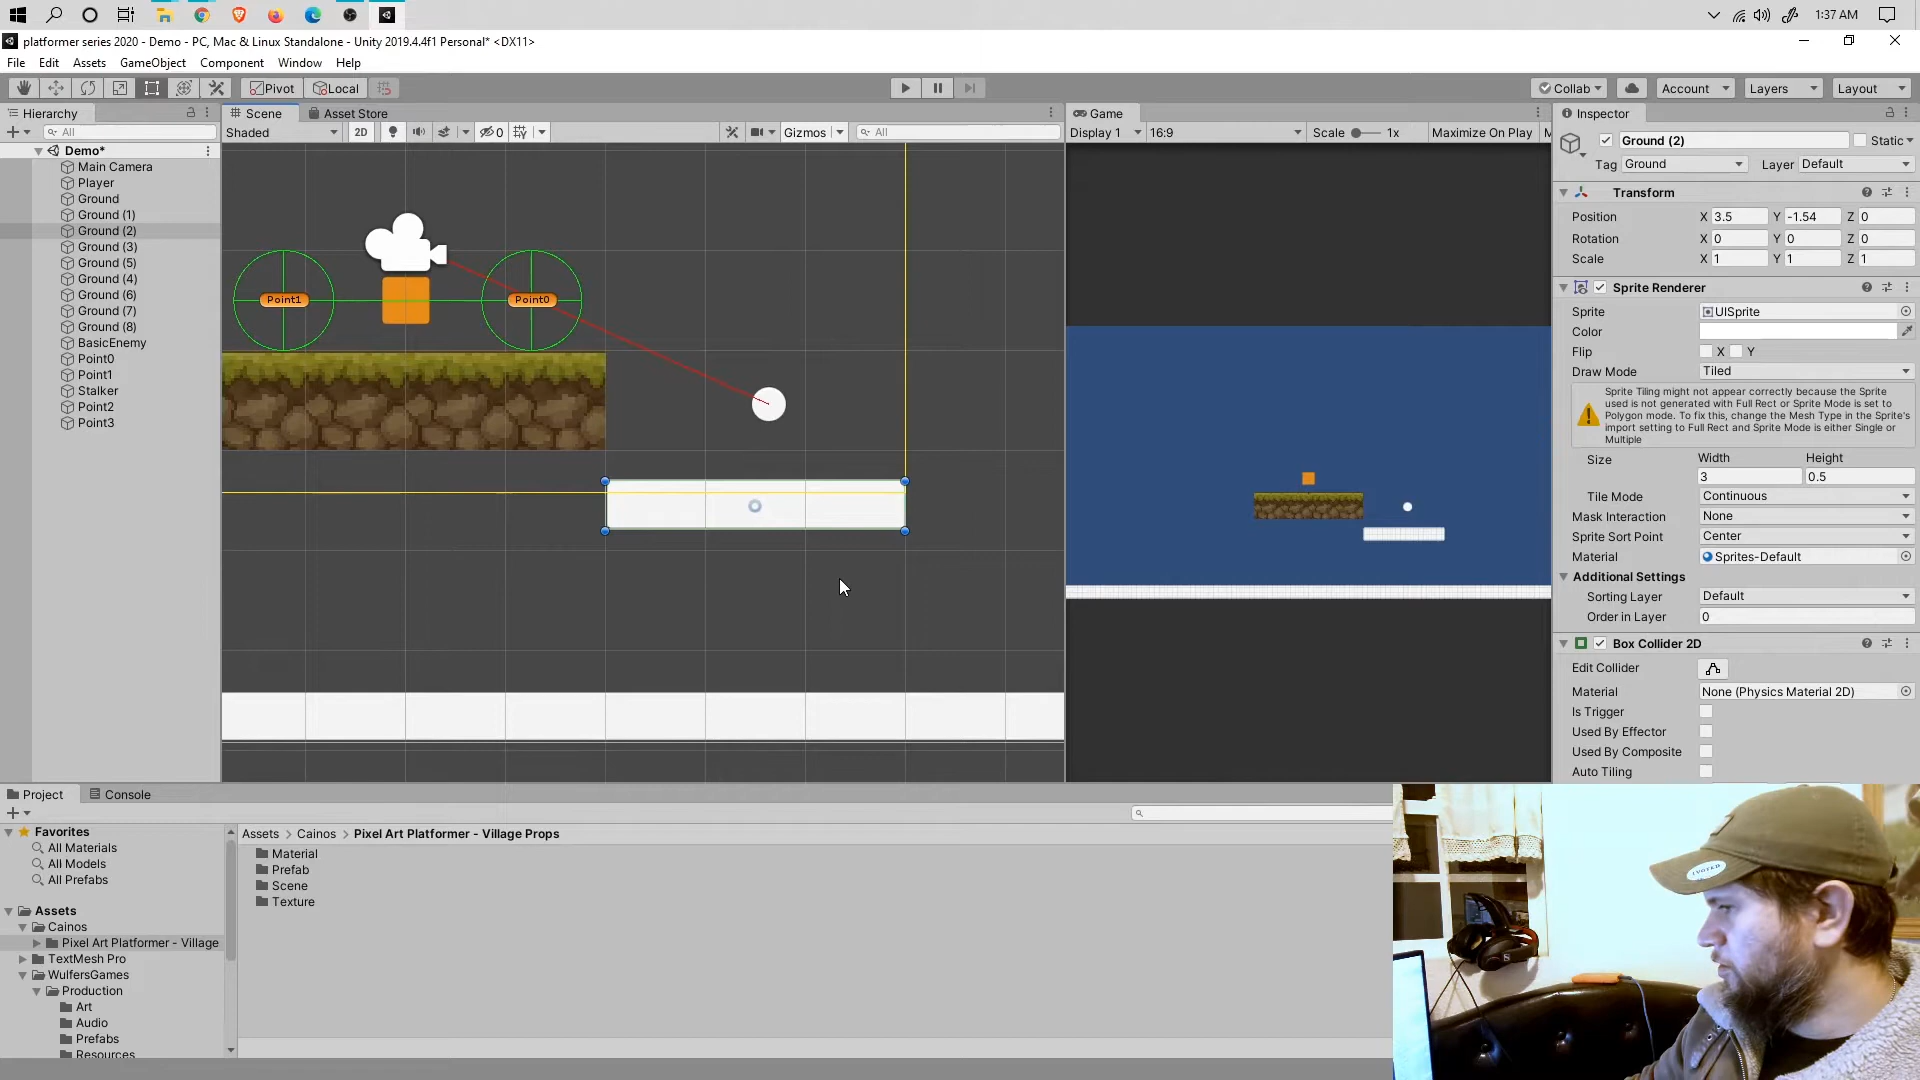 1:37 AM
platformer series 2020 - Demo - PC, Mac & Linux Standalone - Unity 2019.4.4f1 Personal* <DX11>
File Edit Assets GameObject Component Window Help
Pivot Local Collab Account Layers Layout
Hierarchy Scene Asset Store Game Inspector
All Shaded 2D 0 Gizmos All Display 1 16:9 Scale 1x Maximize On Play M
Ground (2) Static
Tag Ground Layer Default
Demo*
Main Camera
Player
Ground
Ground (1)
Ground (2)
Ground (3)
Ground (5)
Ground (4)
Ground (6)
Ground (7)
Ground (8)
BasicEnemy
Point0
Point1
Stalker
Point2
Point3
Point1 Point0
Transform
Position X 3.5 Y -1.54 Z 0
Rotation X 0 Y 0 Z 0
Scale X 1 Y 1 Z 1
Sprite Renderer
Sprite UISprite
Color
Flip X Y
Draw Mode Tiled
Sprite Tiling might not appear correctly because the Sprite
used is not generated with Full Rect or Sprite Mode is set to
Polygon mode. To fix this, change the Mesh Type in the Sprite's
import setting to Full Rect and Sprite Mode is either Single or
Multiple
Size Width Height
3 0.5
Tile Mode Continuous
Mask Interaction None
Sprite Sort Point Center
Material Sprites-Default
Additional Settings
Sorting Layer Default
Order in Layer 0
Box Collider 2D
Edit Collider
Material None (Physics Material 2D)
Is Trigger
Used By Effector
Used By Composite
Auto Tiling
Project Console
Favorites
All Materials
All Models
All Prefabs
Assets
Cainos
Pixel Art Platformer - Village
TextMesh Pro
WulfersGames
Production
Art
Audio
Prefabs
Resources
Assets > Cainos > Pixel Art Platformer - Village Props
Material
Prefab
Scene
Texture